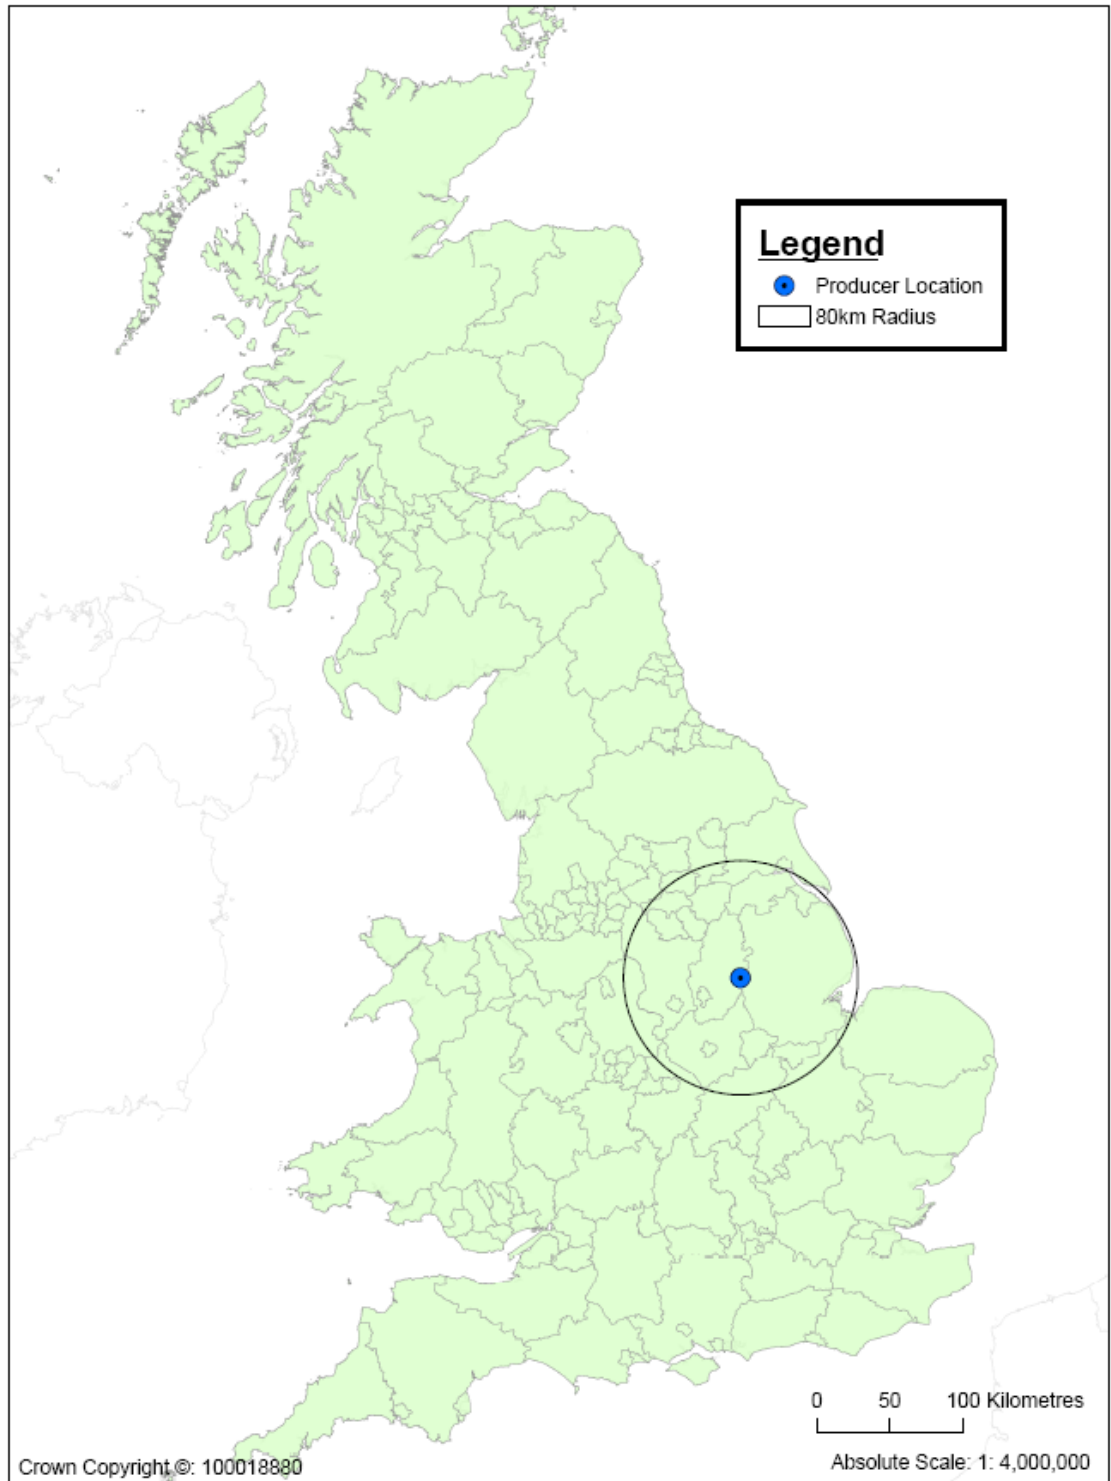 Legend
Producer Location
80km Radius
0 50 100 Kilometres
Absolute Scale: 1: 4,000,000
Crown Copyright ©: 100018880